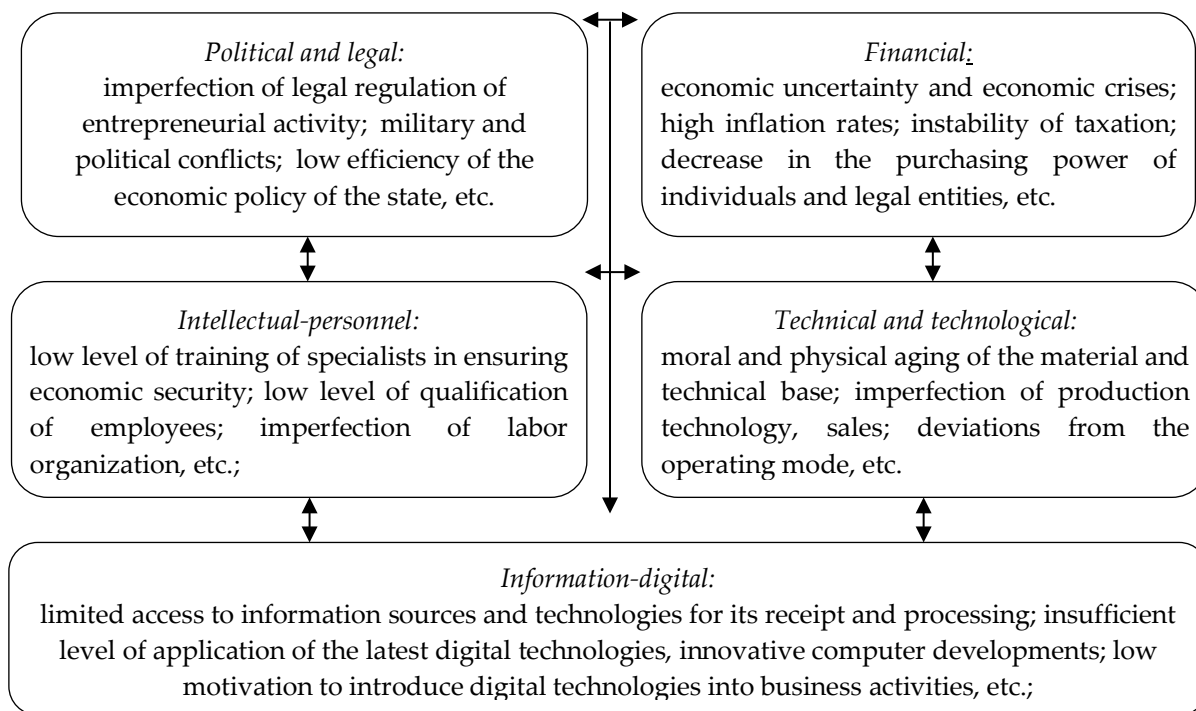 Political and legal:
imperfection of legal regulation of
entrepreneurial activity; military and
political conflicts; low efficiency of the
economic policy of the state, etc.
Financial:
economic uncertainty and economic crises;
high inflation rates; instability of taxation;
decrease in the purchasing power of
individuals and legal entities, etc.
Intellectual-personnel:
low level of training of specialists in ensuring
economic security; low level of qualification
of employees; imperfection of labor
organization, etc.;
Technical and technological:
moral and physical aging of the material and
technical base; imperfection of production
technology, sales; deviations from the
operating mode, etc.
Information-digital:
limited access to information sources and technologies for its receipt and processing; insufficient
level of application of the latest digital technologies, innovative computer developments; low
motivation to introduce digital technologies into business activities, etc.;